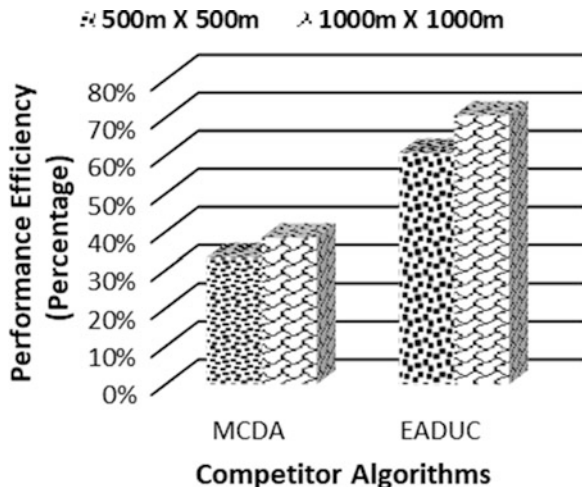 500m X 500m 1000m X 1000m
Performance Efficiency
(Percentage)
80%
70%
60%
50%
40%
30%
20%
10%
0%
MCDA EADUC
Competitor Algorithms